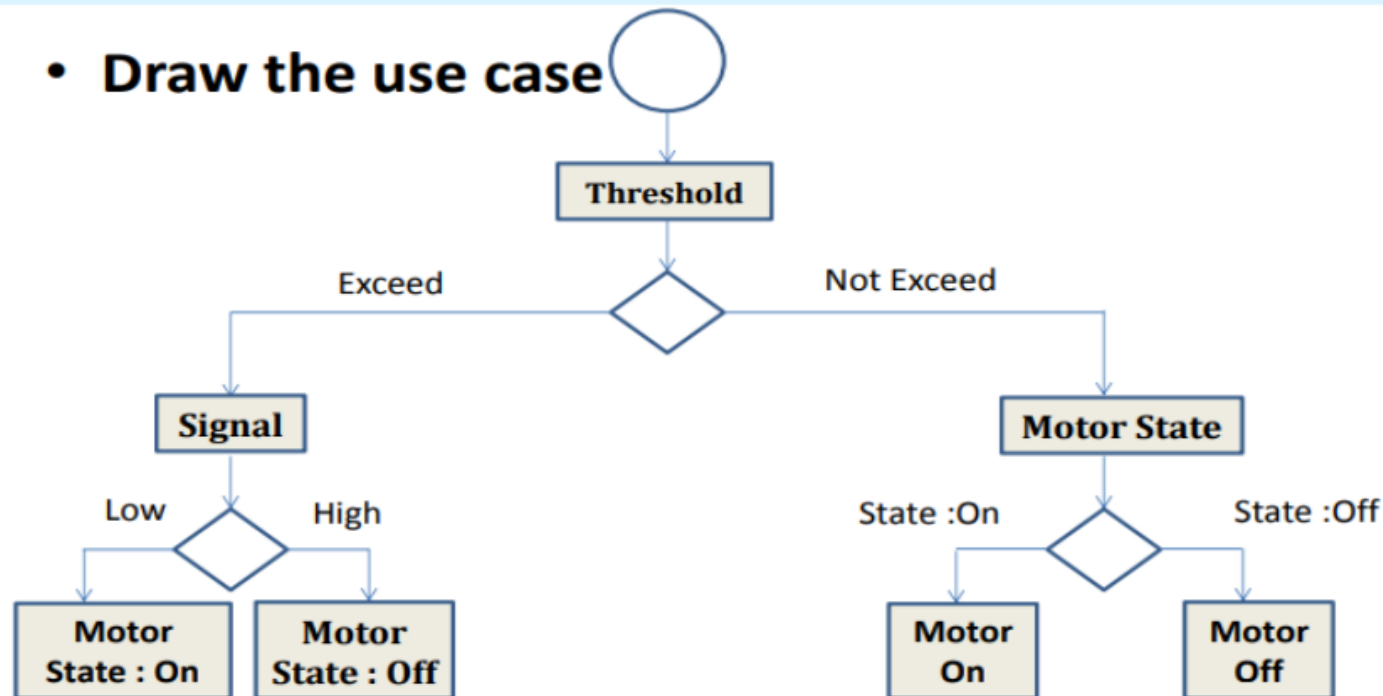 • Draw the use case
Threshold
Exceed
Not Exceed
Signal
Motor State
Low
High
State :On
State :Off
Motor
State : On
Motor
State : Off
Motor
On
Motor
Off